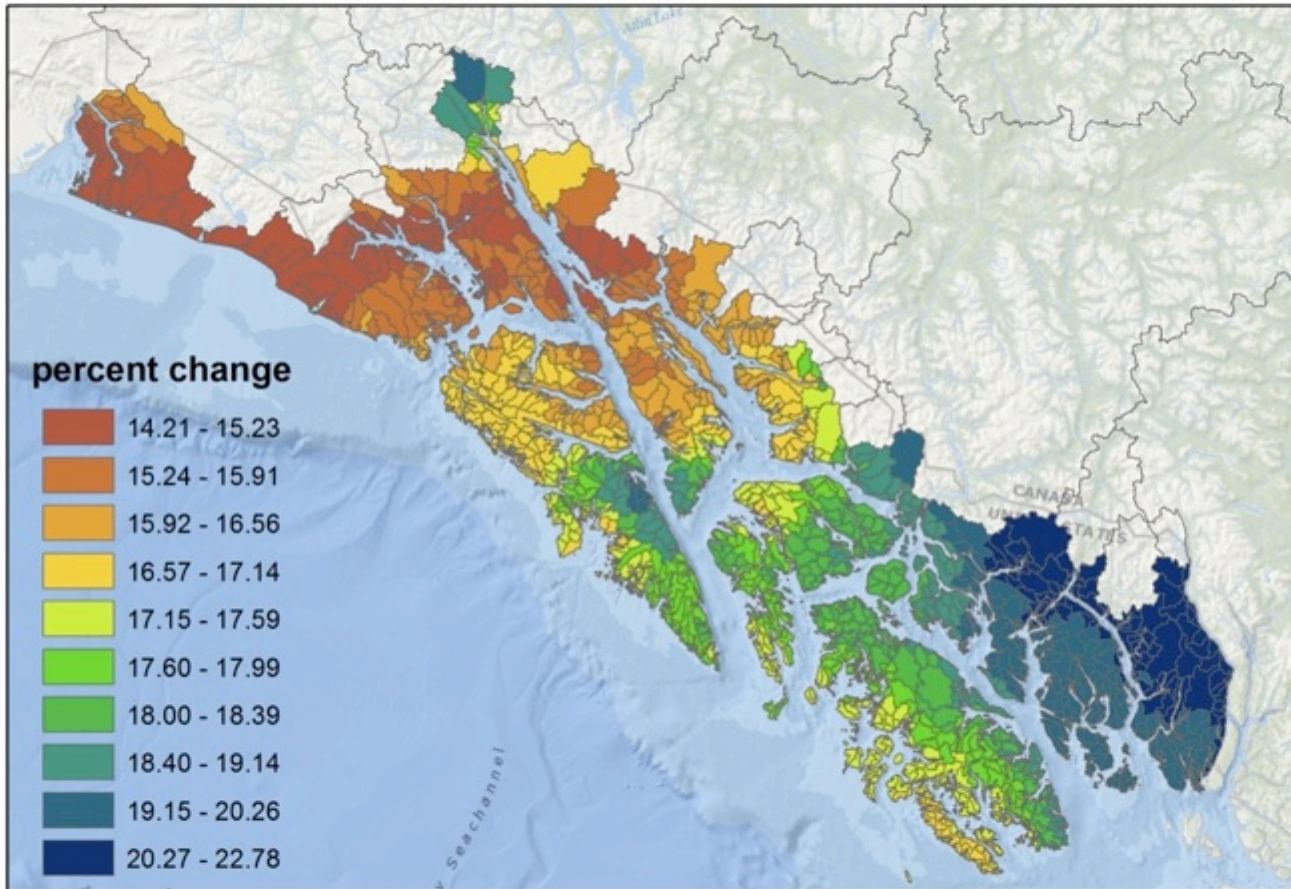 Atlin Lake
percent change
14.21 - 15.23
15.24 - 15.91
15.92 - 16.56
16.57 - 17.14
17.15 - 17.59
17.60 - 17.99
18.00 - 18.39
18.40 - 19.14
19.15 - 20.26
20.27 - 22.78
CANADA
UNITED STATES
y Seachannel